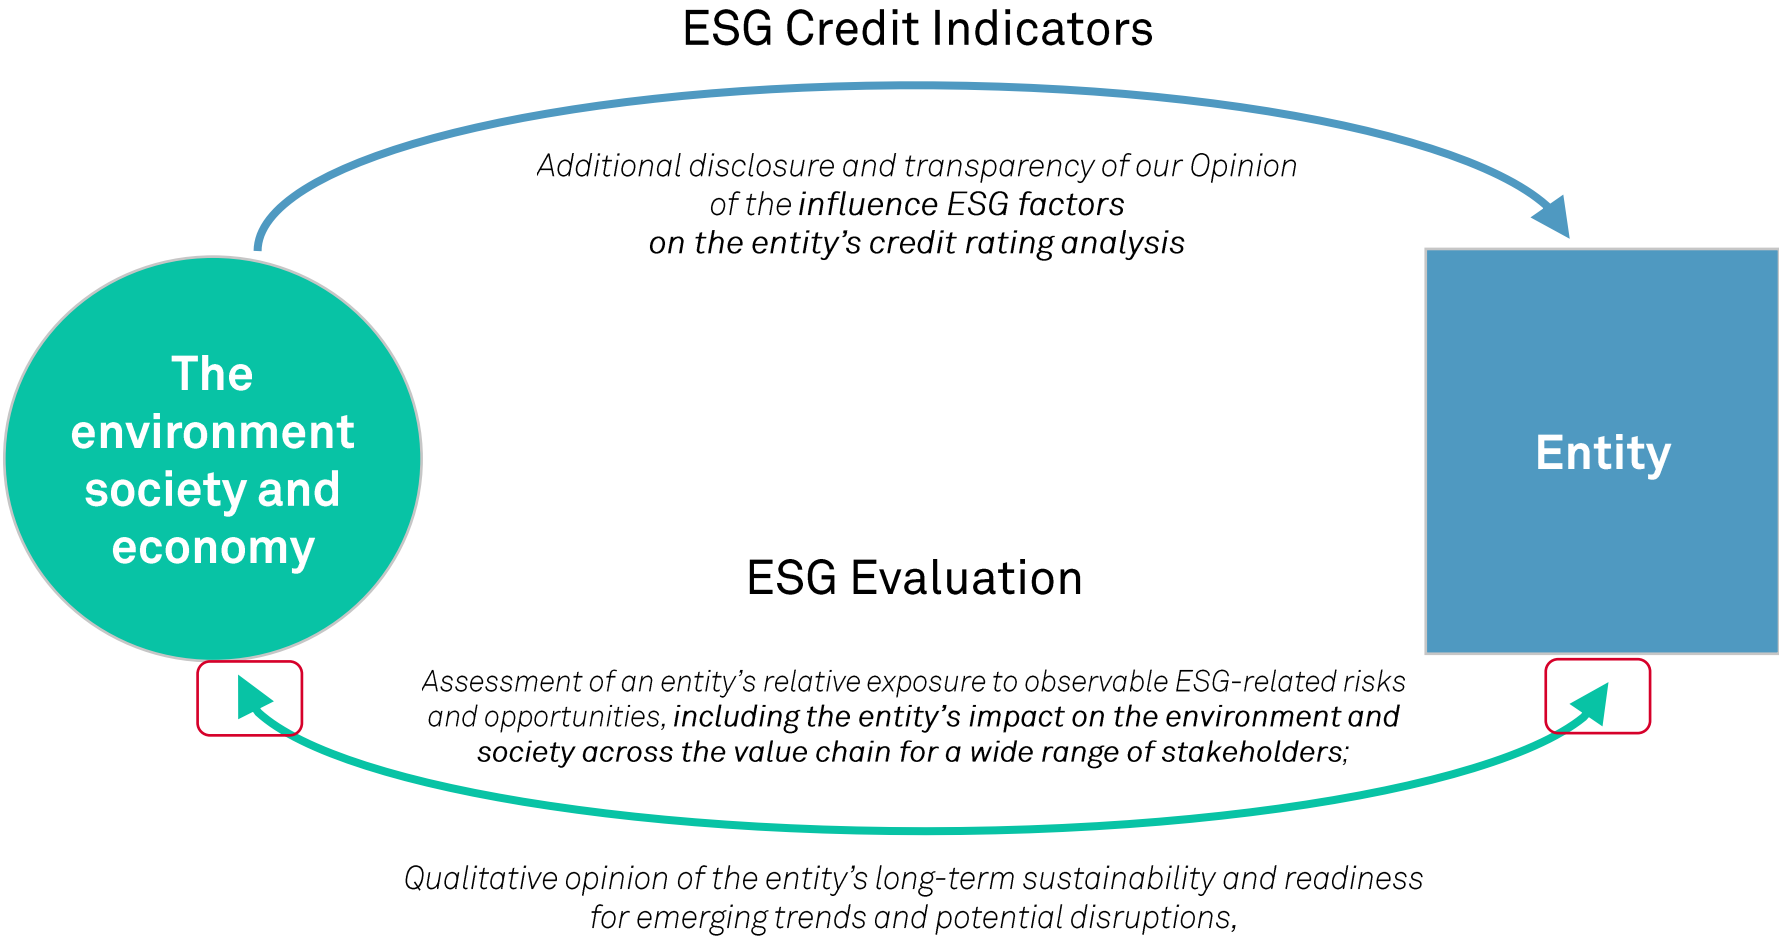 ESG Credit Indicators
Additional disclosure and transparency of our Opinion
of the influence ESG factors
on the entity's credit rating analysis
The
environment
society and
economy
Entity
ESG Evaluation
Assessment of an entity's relative exposure to observable ESG-related risks
and opportunities, including the entity's impact on the environment and
society across the value chain for a wide range of stakeholders;
Qualitative opinion of the entity's long-term sustainability and readiness
for emerging trends and potential disruptions,